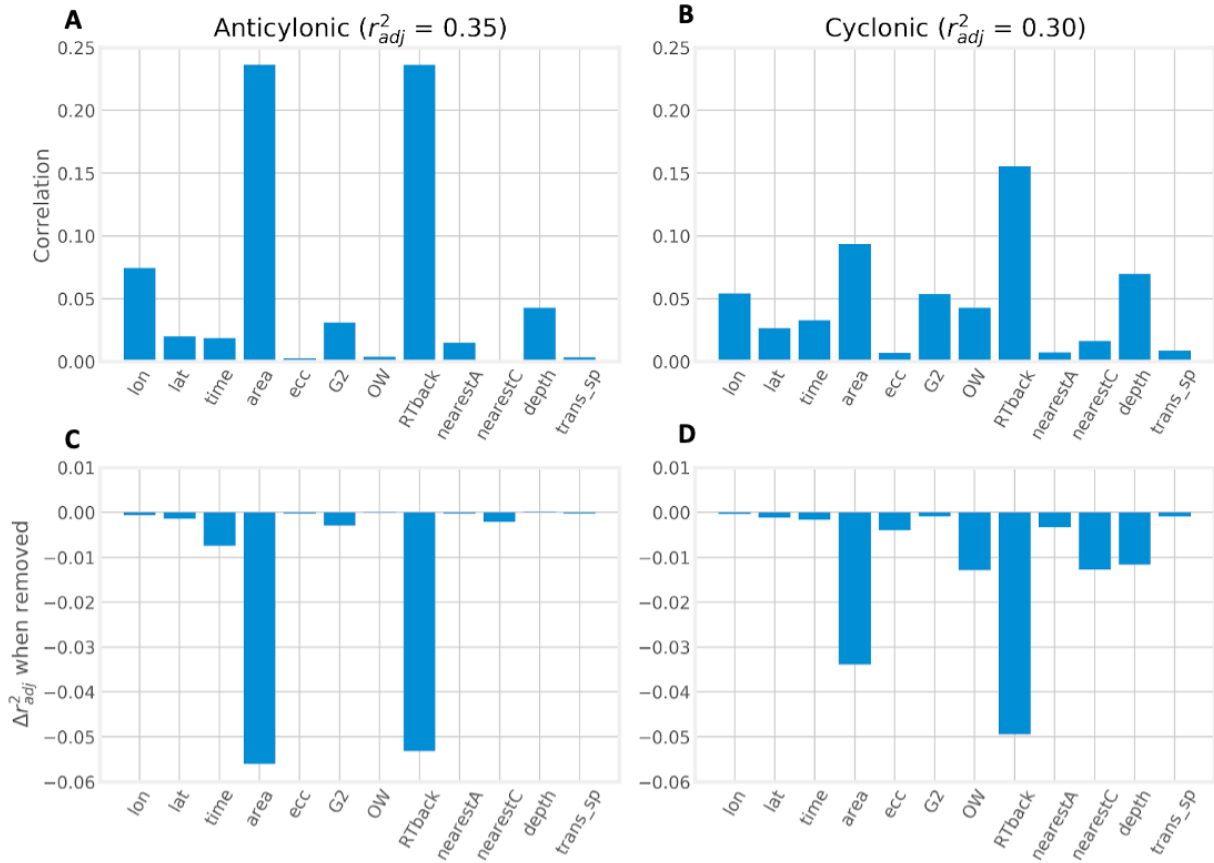 A
Anticylonic (r²adj = 0.35)
Correlation
0.25
0.20
0.15
0.10
0.05
0.00
lon lat time area ecc G2 OW RTback nearestA nearestC depth trans_sp
B
Cyclonic (r²adj = 0.30)
0.25
0.20
0.15
0.10
0.05
0.00
lon lat time area ecc G2 OW RTback nearestA nearestC depth trans_sp
C
Δr²adj when removed
0.01
0.00
−0.01
−0.02
−0.03
−0.04
−0.05
−0.06
lon lat time area ecc G2 OW RTback nearestA nearestC depth trans_sp
D
0.01
0.00
−0.01
−0.02
−0.03
−0.04
−0.05
−0.06
lon lat time area ecc G2 OW RTback nearestA nearestC depth trans_sp